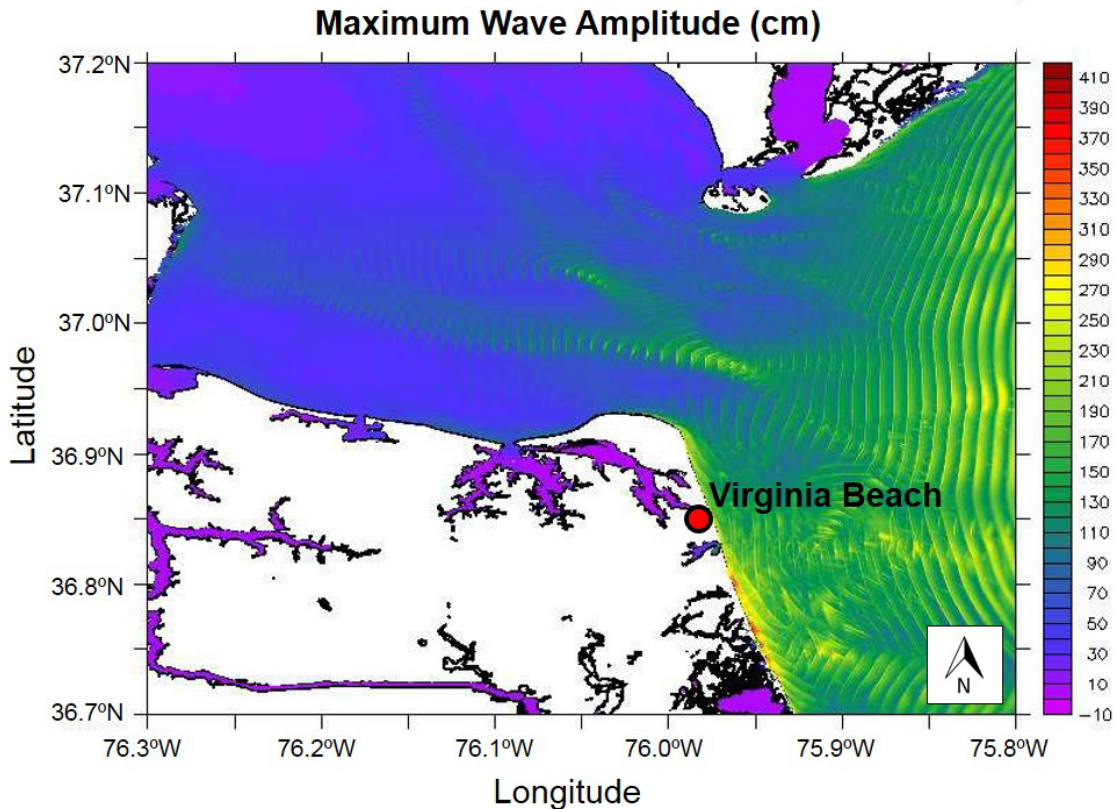 Maximum Wave Amplitude (cm)
37.2ºN
37.1ºN
37.0ºN
36.9ºN
36.8ºN
36.7ºN
Latitude
76.3ºW
76.2ºW
76.1ºW
76.0ºW
75.9ºW
75.8ºW
Longitude
Virginia Beach
N
410
390
370
350
330
310
290
270
250
230
210
190
170
150
130
110
90
70
50
30
10
−10